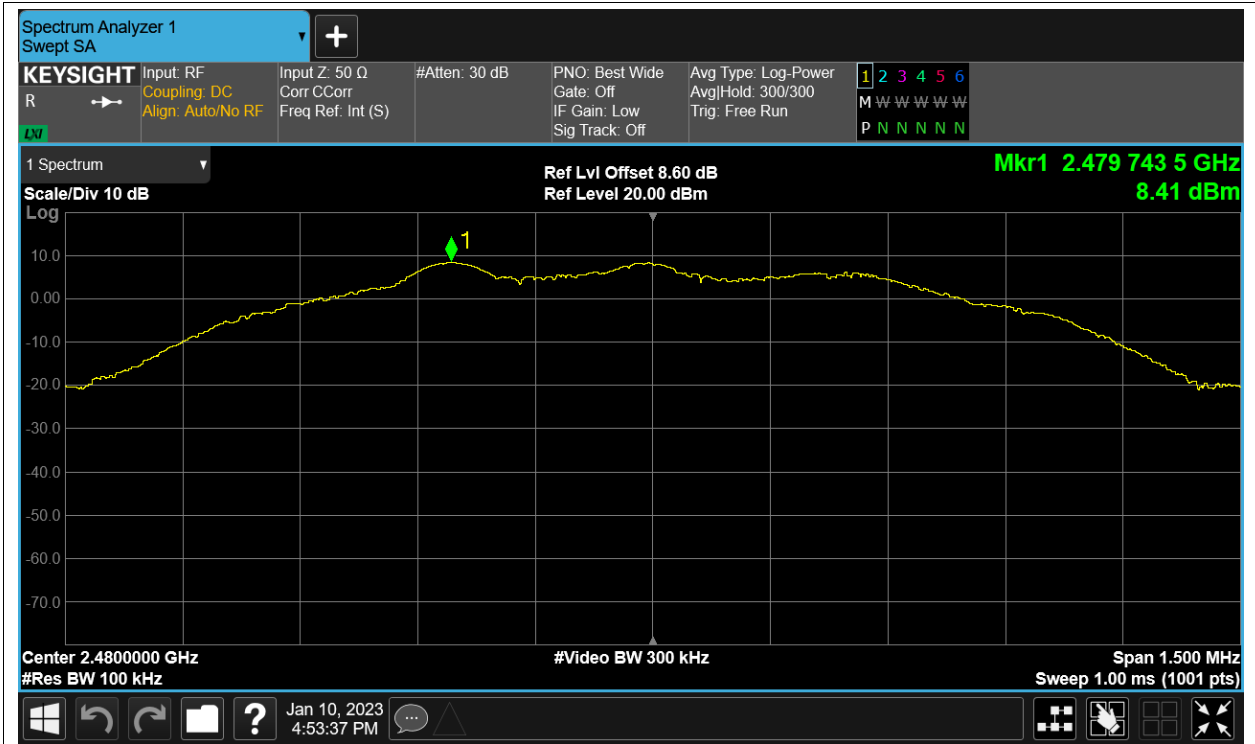 Spectrum Analyzer 1
Swept SA
KEYSIGHT
R
LXI
Input: RF
Coupling: DC
Align: Auto/No RF
Input Z: 50 Ω
Corr CCorr
Freq Ref: Int (S)
#Atten: 30 dB
PNO: Best Wide
Gate: Off
IF Gain: Low
Sig Track: Off
Avg Type: Log-Power
Avg|Hold: 300/300
Trig: Free Run
1 2 3 4 5 6
M W W W W W
P N N N N N
1 Spectrum
Scale/Div 10 dB
Log
Ref Lvl Offset 8.60 dB
Ref Level 20.00 dBm
Mkr1 2.479 743 5 GHz
8.41 dBm
1
10.0
0.00
-10.0
-20.0
-30.0
-40.0
-50.0
-60.0
-70.0
Center 2.4800000 GHz
#Res BW 100 kHz
#Video BW 300 kHz
Span 1.500 MHz
Sweep 1.00 ms (1001 pts)
?
Jan 10, 2023
4:53:37 PM